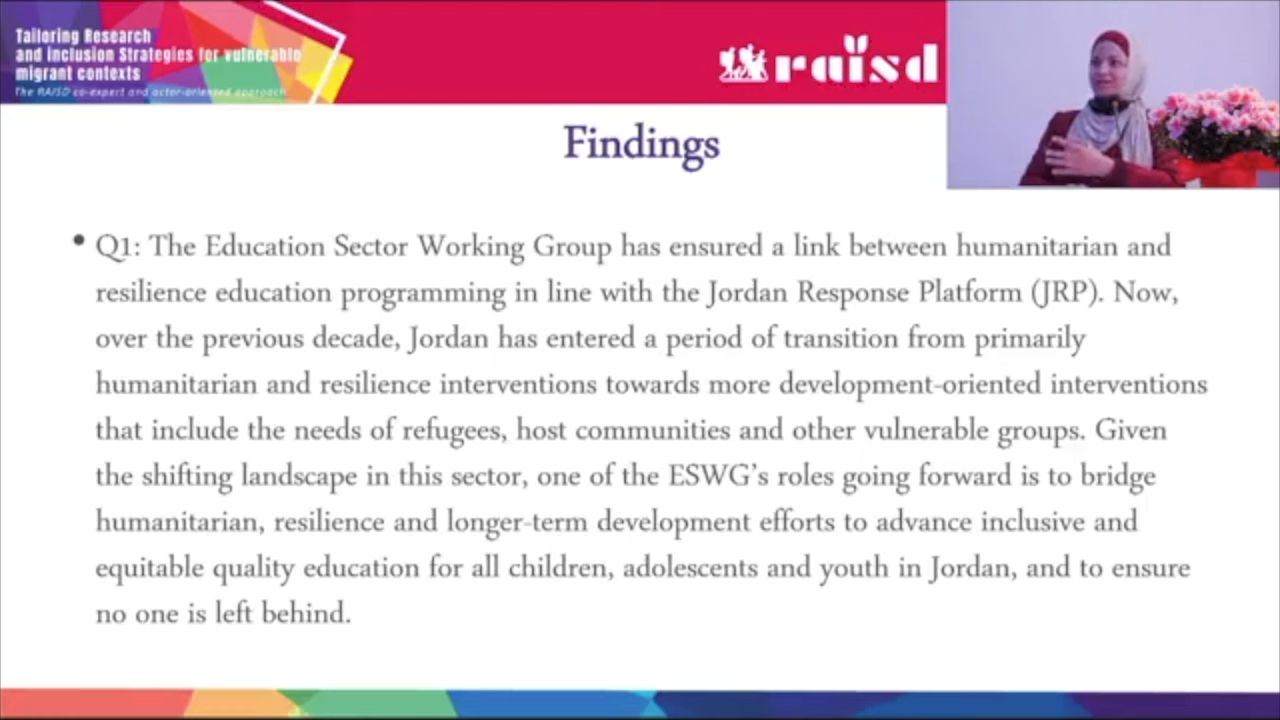 Tailoring Research
and Inclusion Strategies for vulnerable
migrant contexts
The RAISD co-expert and actor-oriented approach
raisd
Findings
• Q1: The Education Sector Working Group has ensured a link between humanitarian and
resilience education programming in line with the Jordan Response Platform (JRP). Now,
over the previous decade, Jordan has entered a period of transition from primarily
humanitarian and resilience interventions towards more development-oriented interventions
that include the needs of refugees, host communities and other vulnerable groups. Given
the shifting landscape in this sector, one of the ESWG's roles going forward is to bridge
humanitarian, resilience and longer-term development efforts to advance inclusive and
equitable quality education for all children, adolescents and youth in Jordan, and to ensure
no one is left behind.